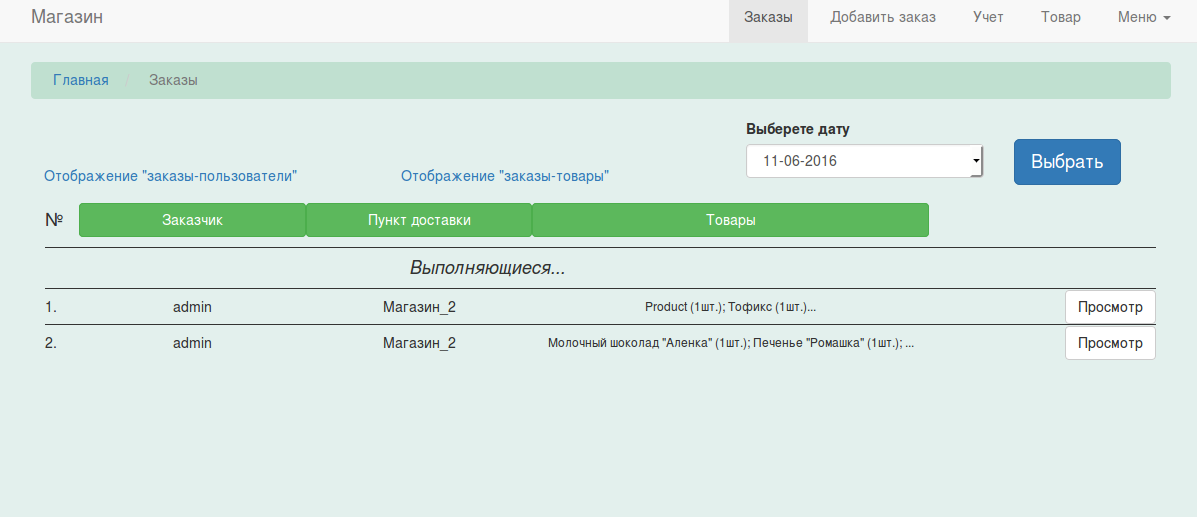 Магазин Заказы Добавить заказ Учет Товар Меню
Главная / Заказы
Выберете дату
11-06-2016 Выбрать
Отображение "заказы-пользователи" Отображение "заказы-товары"
№ Заказчик Пункт доставки Товары
Выполняющиеся...
1. admin Магазин_2 Product (1шт.); Тофикс (1шт.)... Просмотр
2. admin Магазин_2 Молочный шоколад "Аленка" (1шт.); Печенье "Ромашка" (1шт.); ... Просмотр